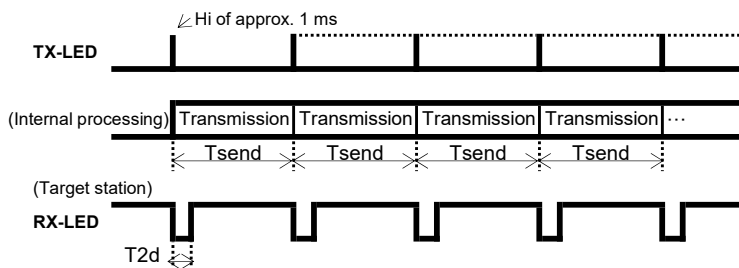 Hi of approx. 1 ms
TX-LED
(Internal processing) Transmission Transmission Transmission Transmission ···
Tsend Tsend Tsend Tsend
(Target station)
RX-LED
T2d